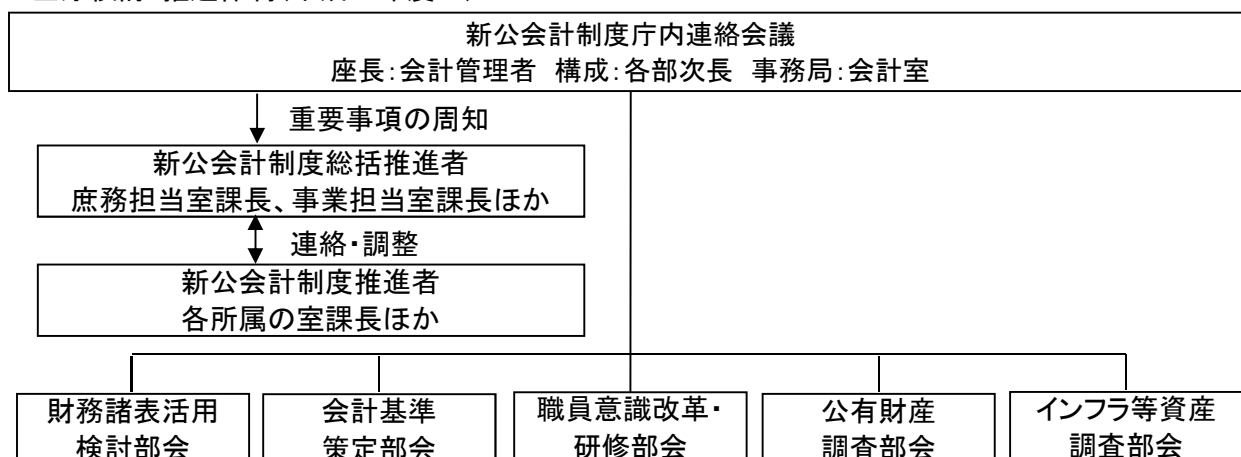 新公会計制度庁内連絡会議
座長：会計管理者 構成：各部次長 事務局：会計室
重要事項の周知
新公会計制度総括推進者
庶務担当室課長、事業担当室課長ほか
連絡・調整
新公会計制度推進者
各所属の室課長ほか
財務諸表活用
検討部会
会計基準
策定部会
職員意識改革・
研修部会
公有財産
調査部会
インフラ等資産
調査部会